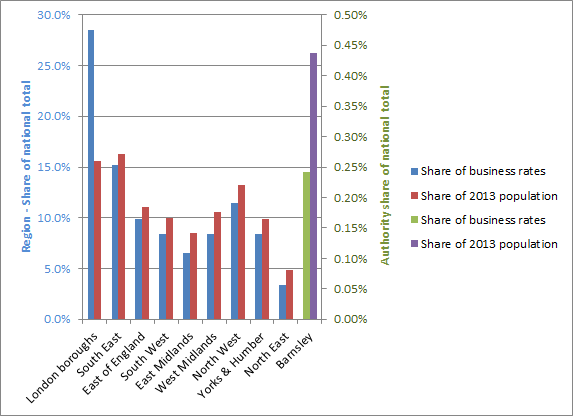 30.0%
25.0%
20.0%
15.0%
10.0%
5.0%
0.0%
Region - Share of national total
0.50%
0.45%
0.40%
0.35%
0.30%
0.25%
0.20%
0.15%
0.10%
0.05%
0.00%
Authority share of national total
London boroughs
South East
East of England
South West
East Midlands
West Midlands
North West
Yorks & Humber
North East
Barnsley
Share of business rates
Share of 2013 population
Share of business rates
Share of 2013 population